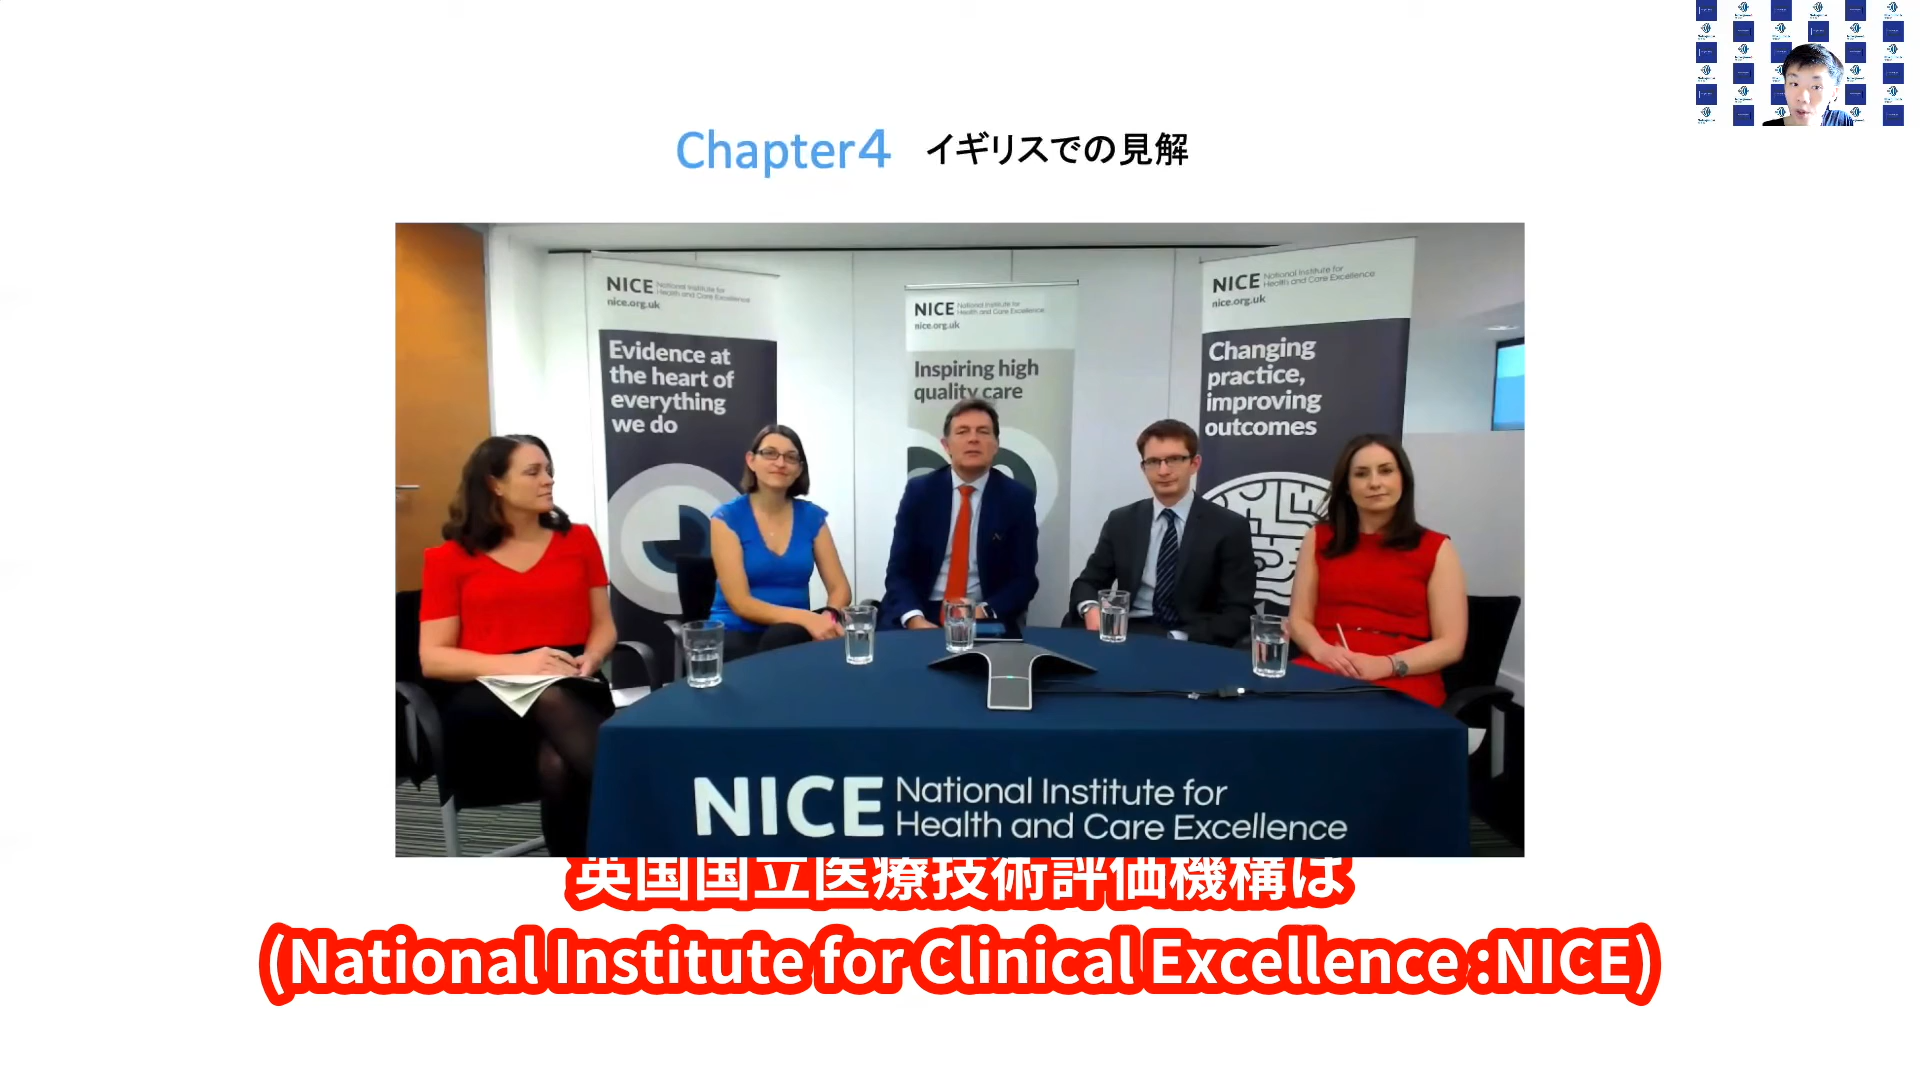 Chapter4 イギリスでの見解
NICE National Institute for
Health and Care Excellence
nice.org.uk
Evidence at
the heart of
everything
we do
NICE National Institute for
Health and Care Excellence
nice.org.uk
Inspiring high
quality care
NICE National Institute for
Health and Care Excellence
nice.org.uk
Changing
practice,
improving
outcomes
NICE National Institute for
Health and Care Excellence
英国国立医療技術評価機構は
(National Institute for Clinical Excellence :NICE)